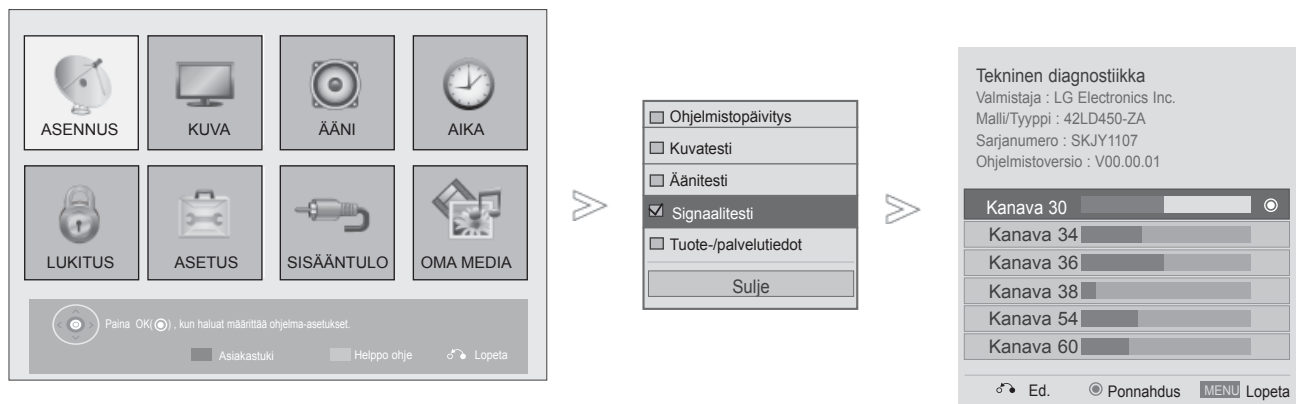 ASENNUS
KUVA
ÄÄNI
AIKA
LUKITUS
ASETUS
SISÄÄNTULO
OMA MEDIA
Paina OK( ) , kun haluat määrittää ohjelma-asetukset.
Asiakastuki
Helppo ohje
Lopeta
Ohjelmistopäivitys
Kuvatesti
Äänitesti
Signaalitesti
Tuote-/palvelutiedot
Sulje
Tekninen diagnostiikka
Valmistaja : LG Electronics Inc.
Malli/Tyyppi : 42LD450-ZA
Sarjanumero : SKJY1107
Ohjelmistoversio : V00.00.01
Kanava 30
Kanava 34
Kanava 36
Kanava 38
Kanava 54
Kanava 60
Ed.
Ponnahdus
MENU Lopeta